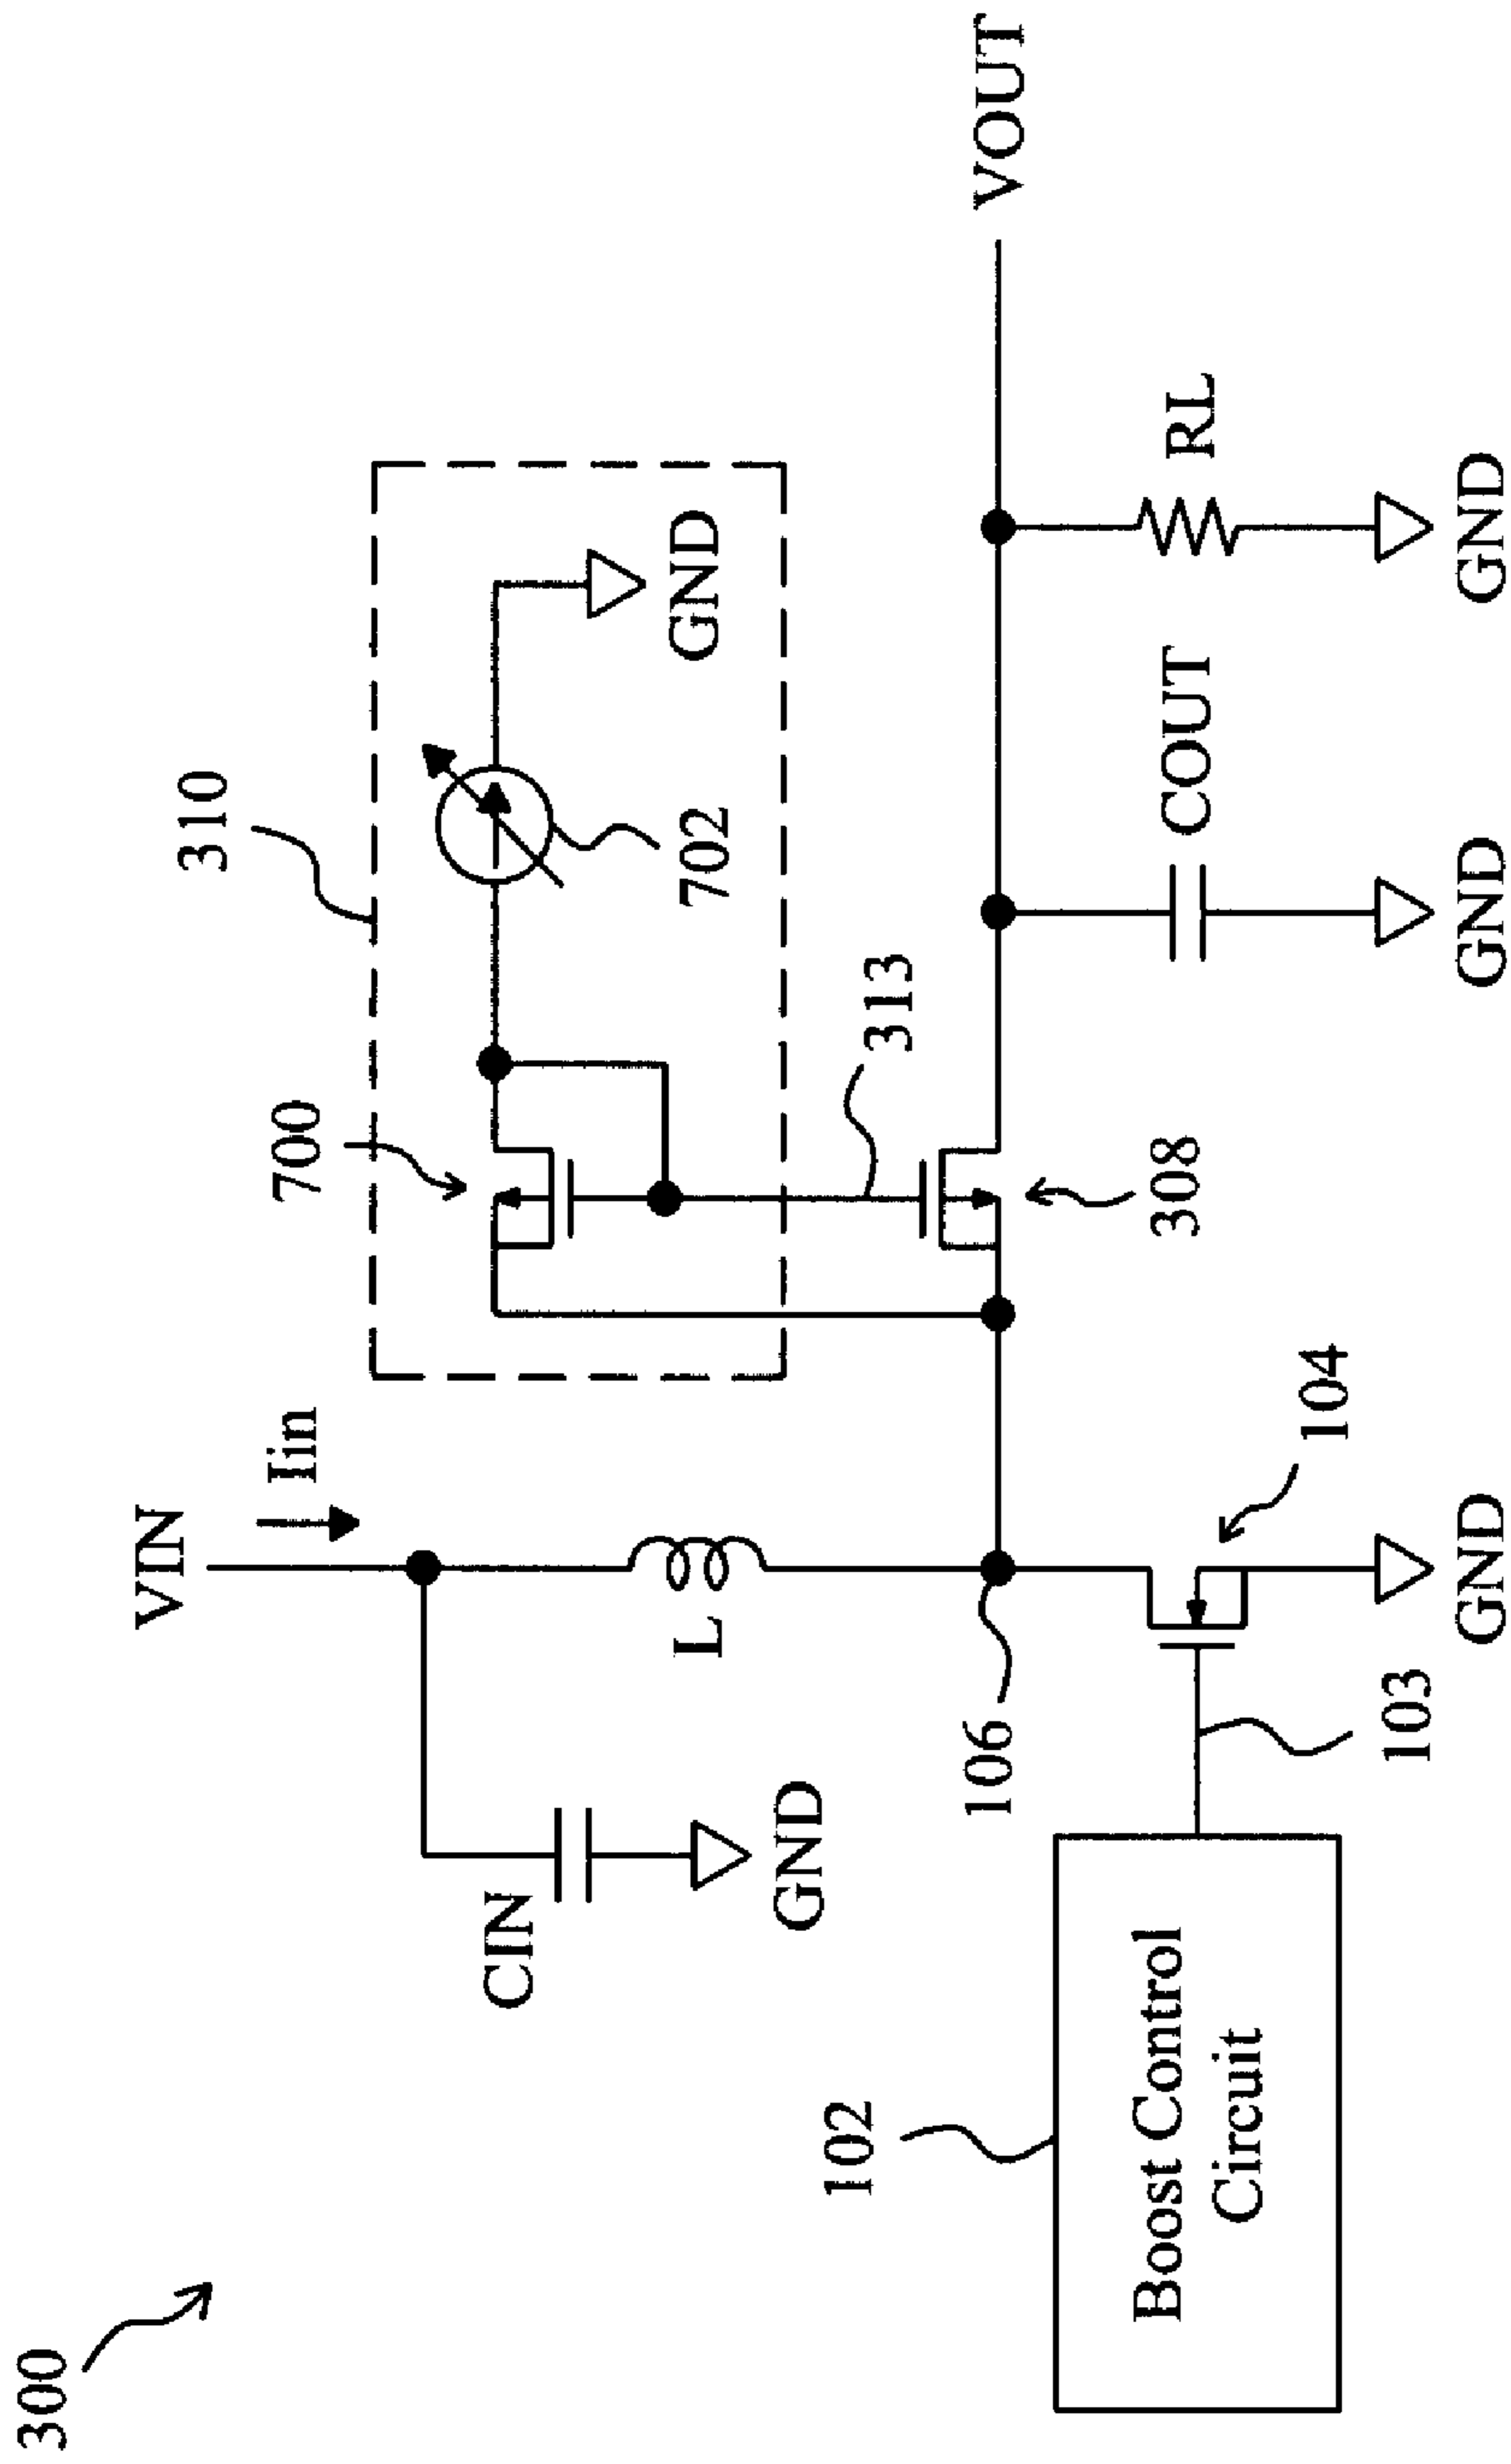 300
VIN
Iin
310
700
702
GND
CIN
GND
L
313
308
VOUT
106
104
COUT
RL
102
Boost Control
Circuit
103
GND
GND
GND